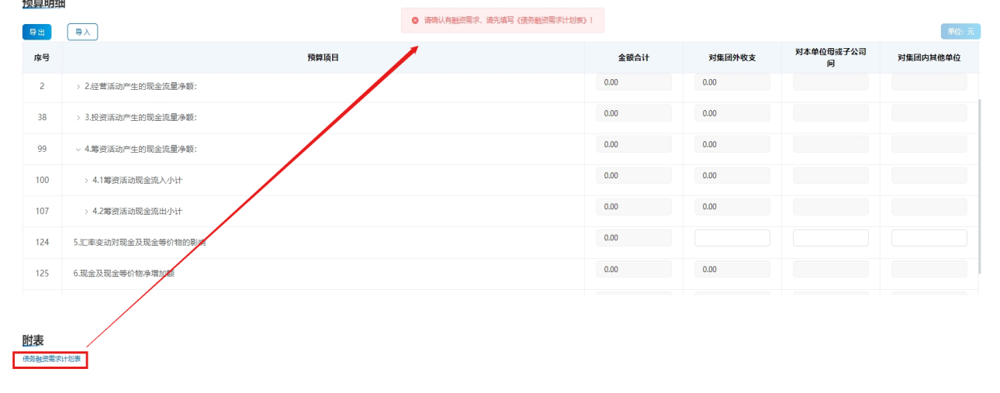 预算明细
请确认有融资需求、请先填写《债务融资需求计划表》!
导出 导入 单位: 元
序号 预算项目 金额合计 对集团外收支 对本单位母或子公司间 对集团内其他单位
2 2.经营活动产生的现金流量净额: 0.00 0.00
38 3.投资活动产生的现金流量净额: 0.00 0.00
99 4.筹资活动产生的现金流量净额: 0.00 0.00
100 4.1筹资活动现金流入小计 0.00 0.00
107 4.2筹资活动现金流出小计 0.00 0.00
124 5.汇率变动对现金及现金等价物的影响 0.00
125 6.现金及现金等价物净增加额 0.00 0.00
附表
债务融资需求计划表